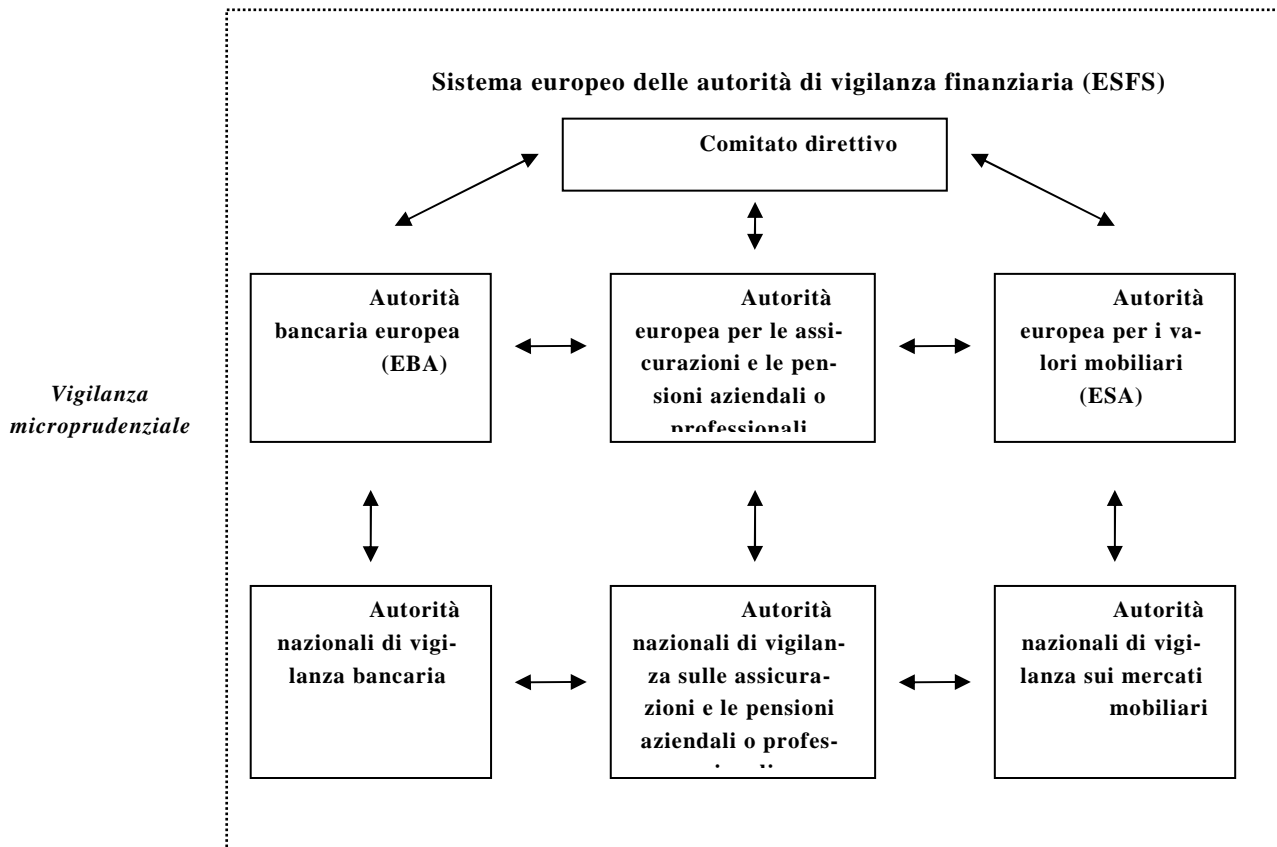 Sistema europeo delle autorità di vigilanza finanziaria (ESFS)
Comitato direttivo
Autorità
bancaria europea
(EBA)
Autorità
europea per le assi-
curazioni e le pen-
sioni aziendali o
professionali
Autorità
europea per i va-
lori mobiliari
(ESA)
Vigilanza
microprudenziale
Autorità
nazionali di vigi-
lanza bancaria
Autorità
nazionali di vigilan-
za sulle assicura-
zioni e le pensioni
aziendali o profes-
Autorità
nazionali di vigi-
lanza sui mercati
mobiliari